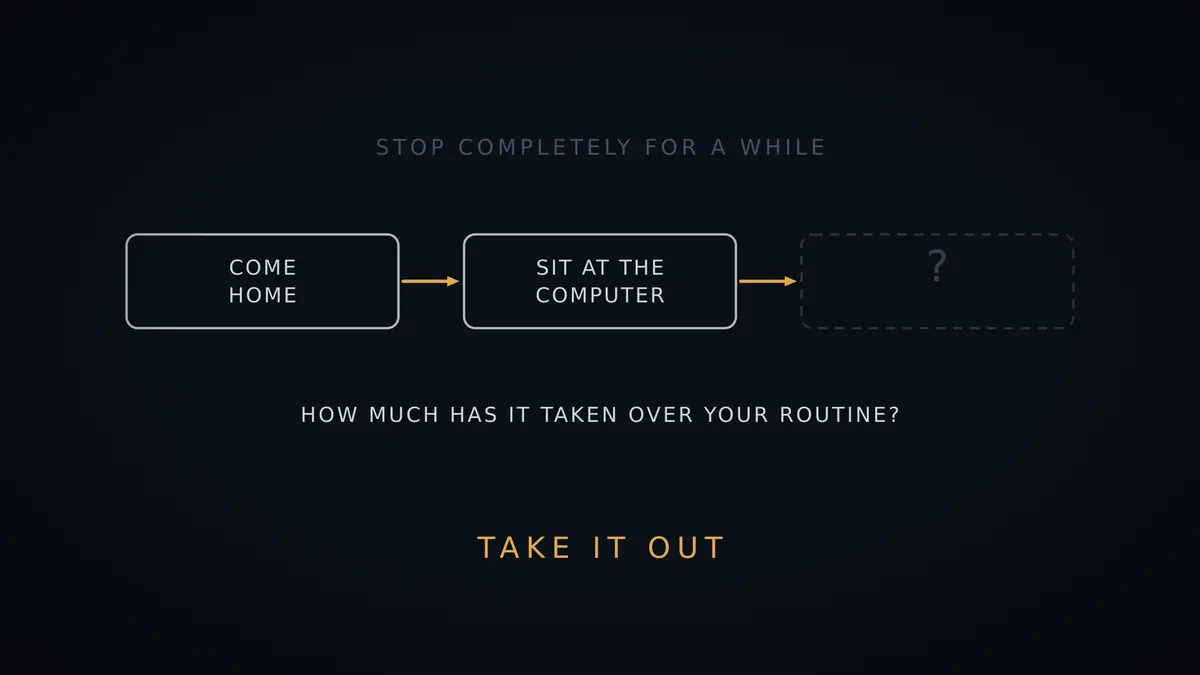 STOP COMPLETELY FOR A WHILE
COME
HOME
SIT AT THE
COMPUTER
?
HOW MUCH HAS IT TAKEN OVER YOUR ROUTINE?
TAKE IT OUT